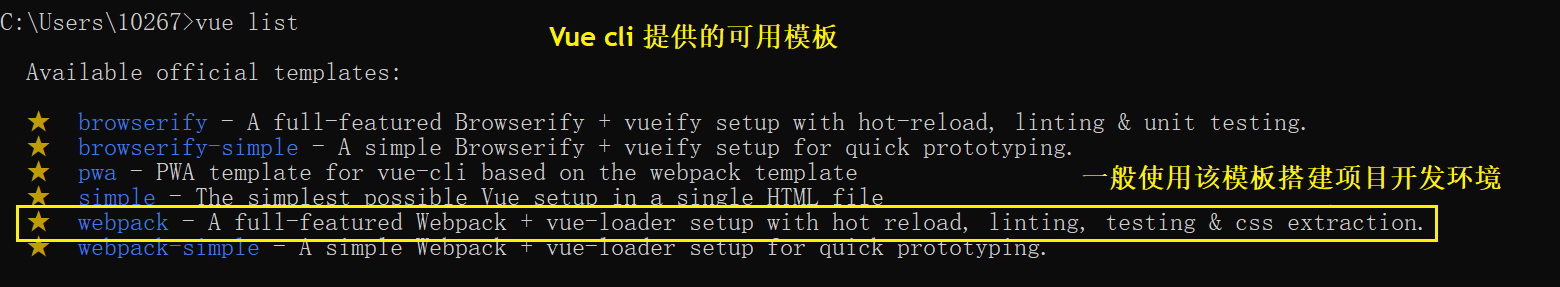 C:\Users\10267>vue list
Vue cli 提供的可用模板
Available official templates:
★ browserify - A full-featured Browserify + vueify setup with hot-reload, linting & unit testing.
★ browserify-simple - A simple Browserify + vueify setup for quick prototyping.
★ pwa - PWA template for vue-cli based on the webpack template
一般使用该模板搭建项目开发环境
★ simple - The simplest possible Vue setup in a single HTML file
★ webpack - A full-featured Webpack + vue-loader setup with hot reload, linting, testing & css extraction.
★ webpack-simple - A simple Webpack + vue-loader setup for quick prototyping.